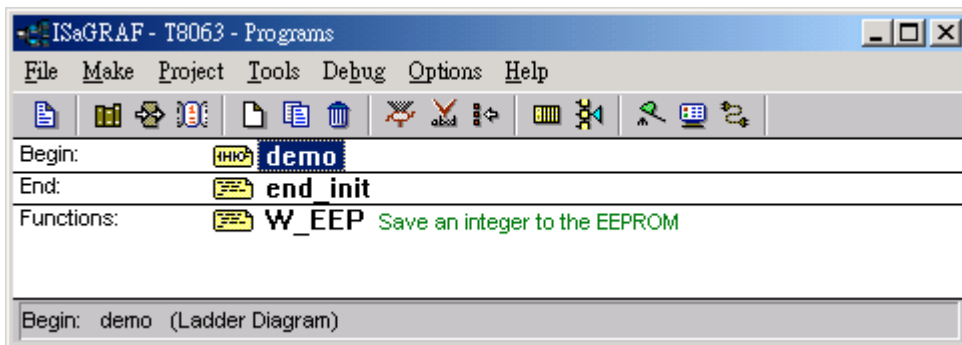 ISaGRAF - T8063 - Programs
File Make Project Tools Debug Options Help
Begin: demo
End: end_init
Functions: W_EEP Save an integer to the EEPROM
Begin: demo (Ladder Diagram)